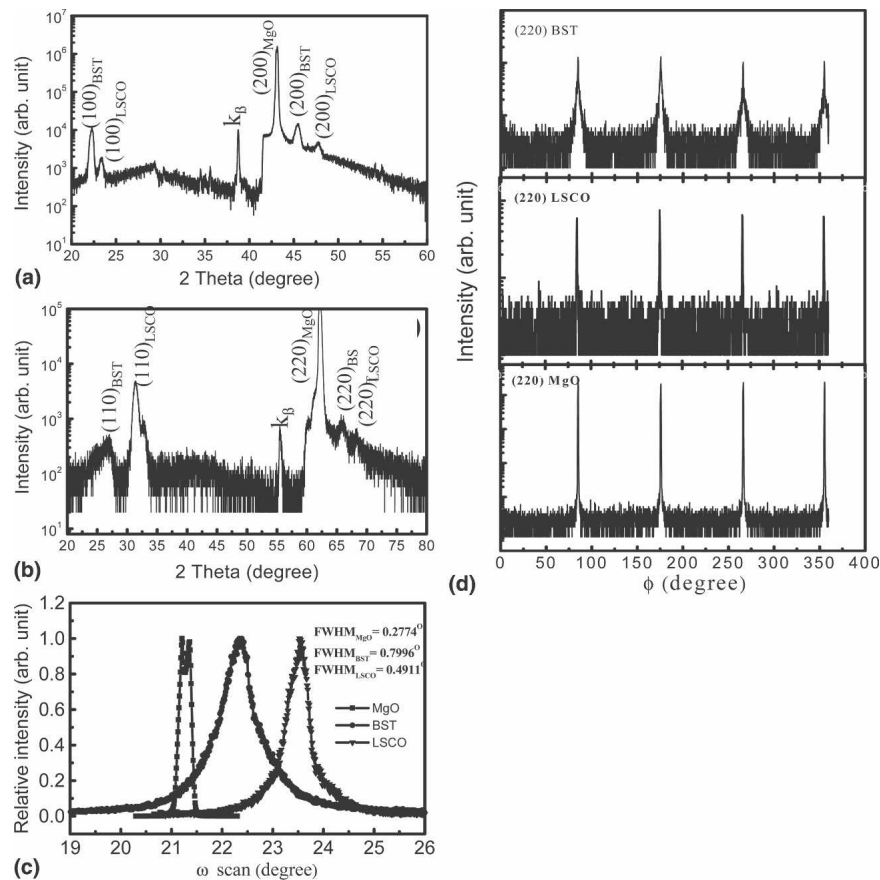 10^7
10^6
10^5
10^4
10^3
10^2
10^1
Intensity (arb. unit)
(100)BST
(100)LSCO
kβ
(200)MgO
(200)BST
(200)LSCO
20 25 30 35 40 45 50 55 60
2 Theta (degree)
(a)
10^5
10^4
10^3
10^2
10^1
Intensity (arb. unit)
(110)BST
(110)LSCO
kβ
(220)MgO
(220)BS
(220)LSCO
20 25 30 35 40 45 50 55 60 65 70 75 80
2 Theta (degree)
(b)
1.2
1.0
0.8
0.6
0.4
0.2
0.0
Relative intensity (arb. unit)
FWHMMgO= 0.2774°
FWHMBST= 0.7996°
FWHMLSCO= 0.4911°
MgO
BST
LSCO
19 20 21 22 23 24 25 26
ω scan (degree)
(c)
(220) BST
(220) LSCO
(220) MgO
Intensity (arb. unit)
0 50 100 150 200 250 300 350 400
ϕ (degree)
(d)